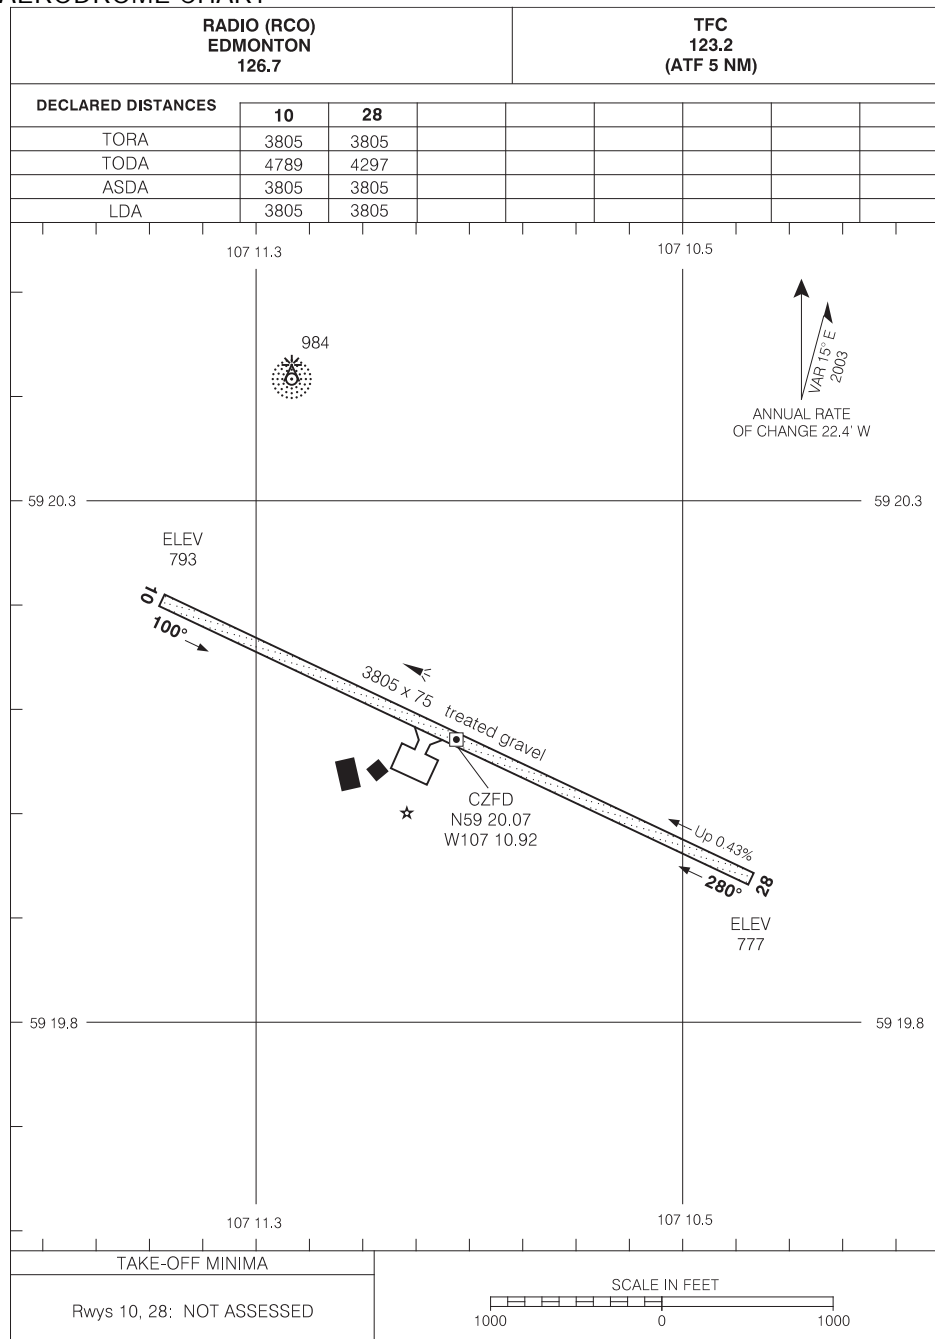 AERODROME CHART
RADIO (RCO)
EDMONTON
126.7
TFC
123.2
(ATF 5 NM)
DECLARED DISTANCES 10 28
TORA 3805 3805
TODA 4789 4297
ASDA 3805 3805
LDA 3805 3805
107 11.3
107 10.5
984
VAR 15° E
2003
ANNUAL RATE
OF CHANGE 22.4' W
59 20.3
59 20.3
ELEV
793
10
100°
3805 x 75 treated gravel
CZFD
N59 20.07
W107 10.92
Up 0.43%
280°
28
ELEV
777
59 19.8
59 19.8
107 11.3
107 10.5
TAKE-OFF MINIMA
Rwys 10, 28: NOT ASSESSED
SCALE IN FEET
1000 0 1000